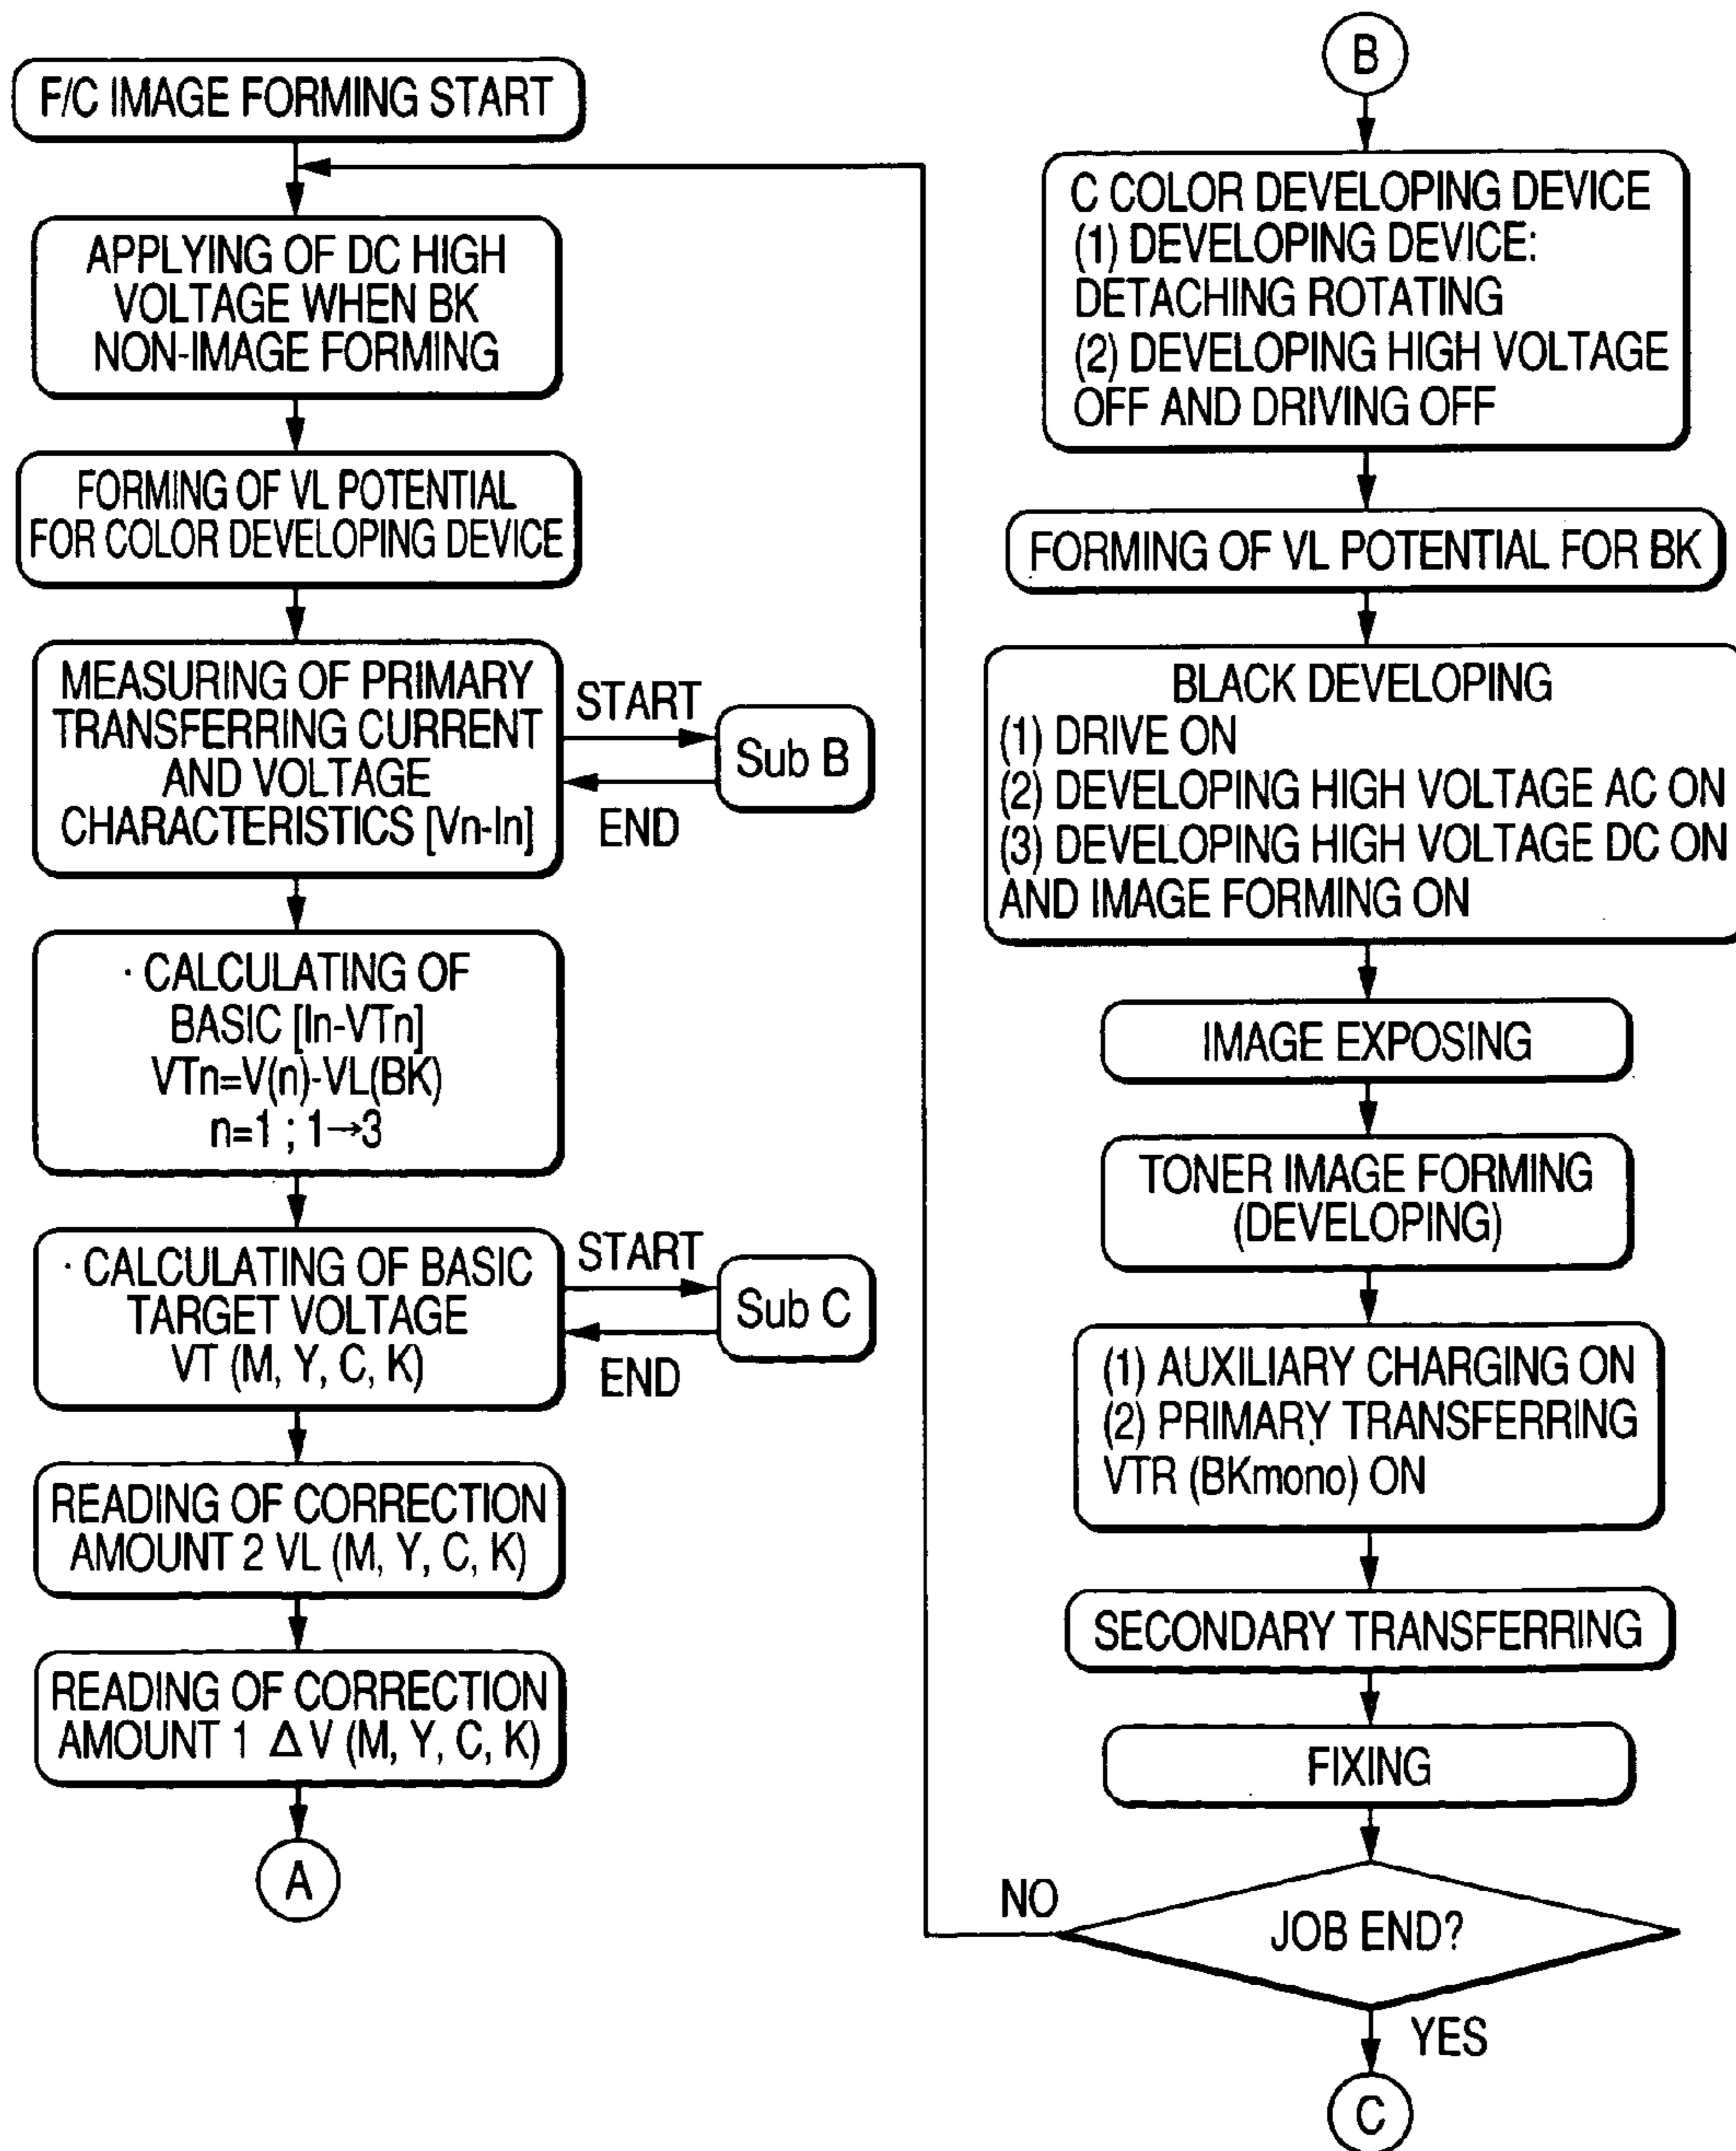 F/C IMAGE FORMING START
APPLYING OF DC HIGH
VOLTAGE WHEN BK
NON-IMAGE FORMING
FORMING OF VL POTENTIAL
FOR COLOR DEVELOPING DEVICE
MEASURING OF PRIMARY
TRANSFERRING CURRENT
AND VOLTAGE
CHARACTERISTICS [Vn-In]
START
Sub B
END
· CALCULATING OF
BASIC [In-VTn]
VTn=V(n)-VL(BK)
n=1 ; 1→3
· CALCULATING OF BASIC
TARGET VOLTAGE
VT (M, Y, C, K)
START
Sub C
END
READING OF CORRECTION
AMOUNT 2 VL (M, Y, C, K)
READING OF CORRECTION
AMOUNT 1 ΔV (M, Y, C, K)
A
B
C COLOR DEVELOPING DEVICE
(1) DEVELOPING DEVICE:
DETACHING ROTATING
(2) DEVELOPING HIGH VOLTAGE
OFF AND DRIVING OFF
FORMING OF VL POTENTIAL FOR BK
BLACK DEVELOPING
(1) DRIVE ON
(2) DEVELOPING HIGH VOLTAGE AC ON
(3) DEVELOPING HIGH VOLTAGE DC ON
AND IMAGE FORMING ON
IMAGE EXPOSING
TONER IMAGE FORMING
(DEVELOPING)
(1) AUXILIARY CHARGING ON
(2) PRIMARY TRANSFERRING
VTR (BKmono) ON
SECONDARY TRANSFERRING
FIXING
NO
JOB END?
YES
C